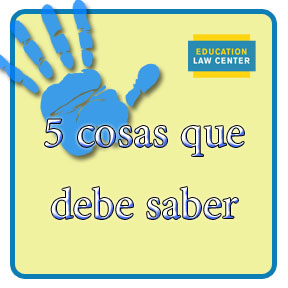 EDUCATION
LAW CENTER
5 cosas que
debe saber